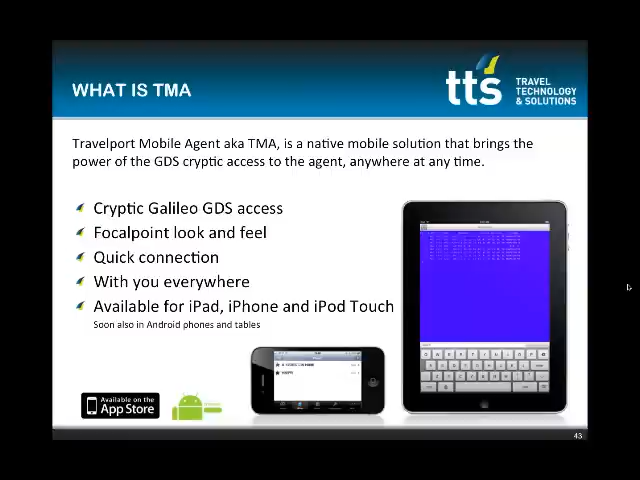 WHAT IS TMA
tts
TRAVEL
TECHNOLOGY
& SOLUTIONS
Travelport Mobile Agent aka TMA, is a native mobile solution that brings the
power of the GDS cryptic access to the agent, anywhere at any time.
Cryptic Galileo GDS access
Focalpoint look and feel
Quick connection
With you everywhere
Available for iPad, iPhone and iPod Touch
Soon also in Android phones and tables
Available on the
App Store
43